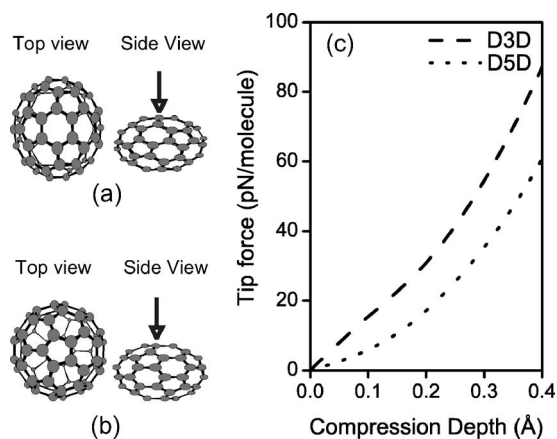 Top view Side View
(a)
Top view Side View
(b)
(c)
D3D
D5D
Tip force (pN/molecule)
100
80
60
40
20
0
0.0 0.1 0.2 0.3 0.4
Compression Depth (Å)